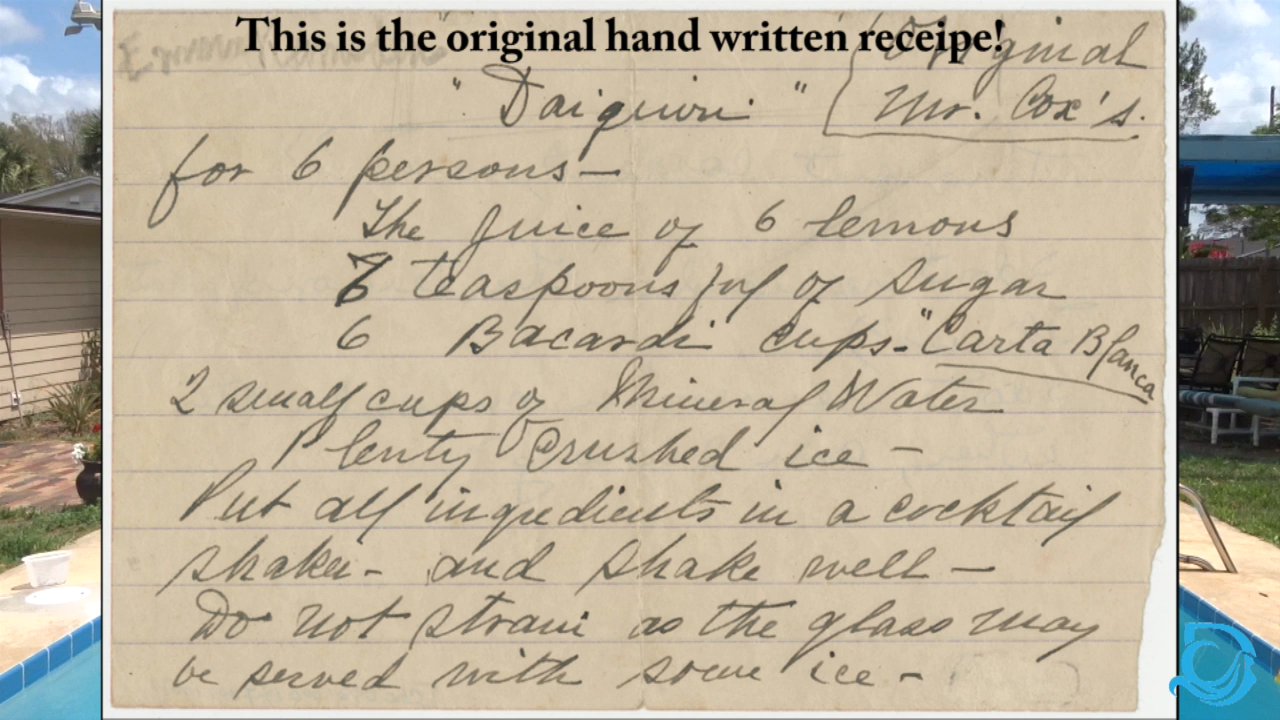 This is the original hand written receipe!
Original
"Daiquiri" Mr. Cox's.
for 6 persons—
The juice of 6 lemons
6 teaspoons ful of sugar
6 Bacardi cups-"Carta Blanca
2 small cups of Mineral Water
Plenty crushed ice —
Put all ingredients in a cocktail
shaker- and shake well —
Do not strain as the glass may
be served with some ice —